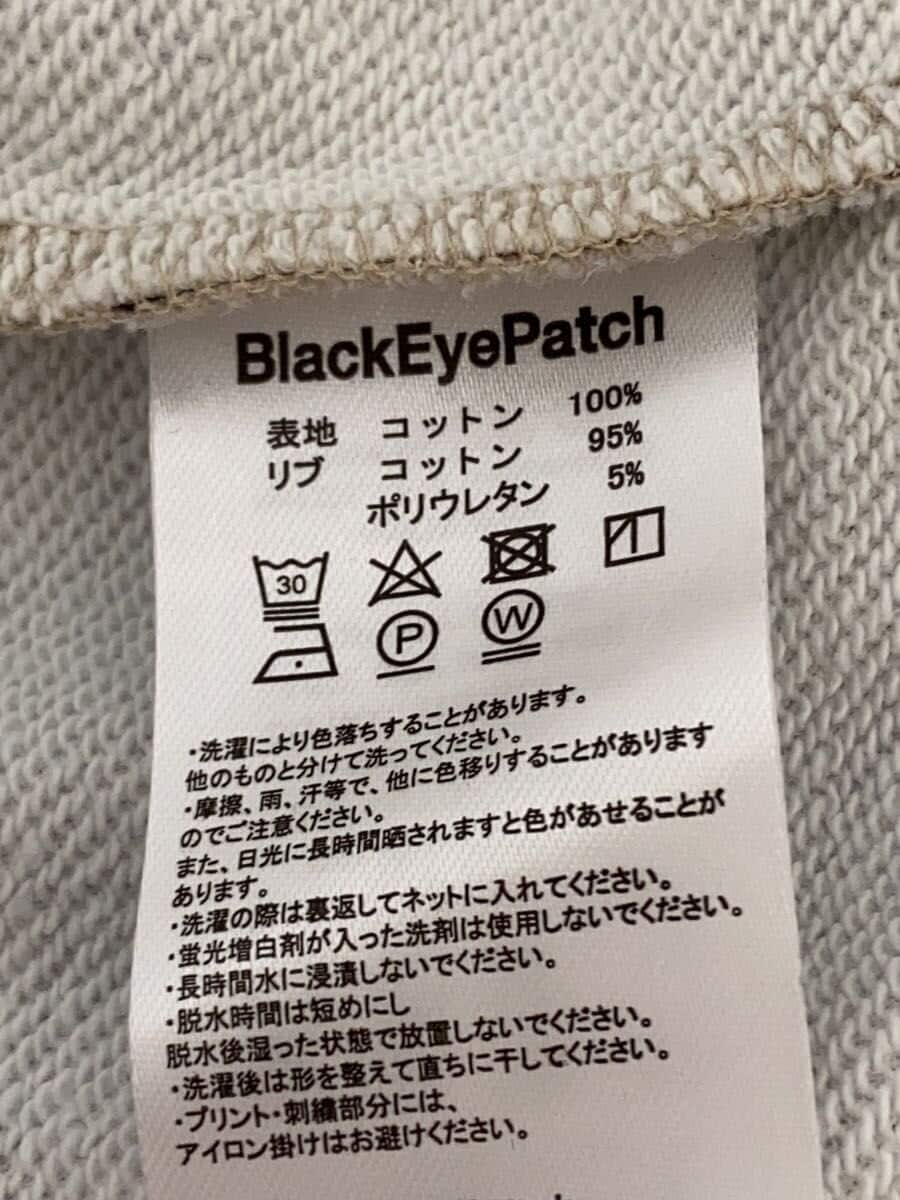 BlackEyePatch
表地 コットン 100%
リブ コットン 95%
ポリウレタン 5%
30
P W
・洗濯により色落ちすることがあります。
他のものと分けて洗ってください。
・摩擦、雨、汗等で、他に色移りすることがあります
のでご注意ください。
また、日光に長時間晒されますと色があせることが
あります。
・洗濯の際は裏返してネットに入れてください。
・蛍光増白剤が入った洗剤は使用しないでください。
・長時間水に浸漬しないでください。
・脱水時間は短めにし
脱水後湿った状態で放置しないでください。
・洗濯後は形を整えて直ちに干してください。
・プリント・刺繍部分には、
アイロン掛けはお避けください。